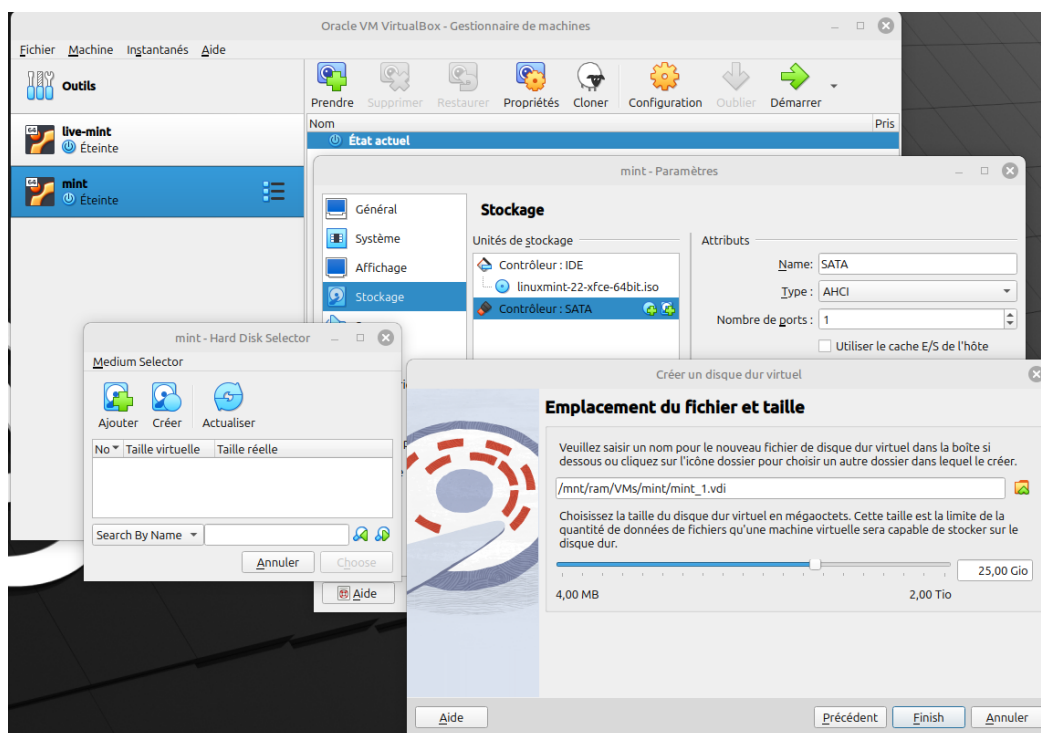 Oracle VM VirtualBox - Gestionnaire de machines
Fichier Machine Instantanés Aide
Outils
Prendre Supprimer Restaurer Propriétés Cloner Configuration Oublier Démarrer
Nom Pris
État actuel
64 live-mint
Éteinte
64 mint
Éteinte
mint - Paramètres
Général
Système
Affichage
Stockage
Stockage
Unités de stockage
Contrôleur : IDE
linuxmint-22-xfce-64bit.iso
Contrôleur : SATA
Attributs
Name: SATA
Type : AHCI
Nombre de ports : 1
Utiliser le cache E/S de l'hôte
Aide
mint - Hard Disk Selector
Medium Selector
Ajouter Créer Actualiser
No Taille virtuelle Taille réelle
Search By Name
Annuler Choose
Créer un disque dur virtuel
Emplacement du fichier et taille
Veuillez saisir un nom pour le nouveau fichier de disque dur virtuel dans la boîte si
dessous ou cliquez sur l'icône dossier pour choisir un autre dossier dans lequel le créer.
/mnt/ram/VMs/mint/mint_1.vdi
Choisissez la taille du disque dur virtuel en mégaoctets. Cette taille est la limite de la
quantité de données de fichiers qu'une machine virtuelle sera capable de stocker sur le
disque dur.
25,00 Gio
4,00 MB 2,00 Tio
Aide Précédent Finish Annuler